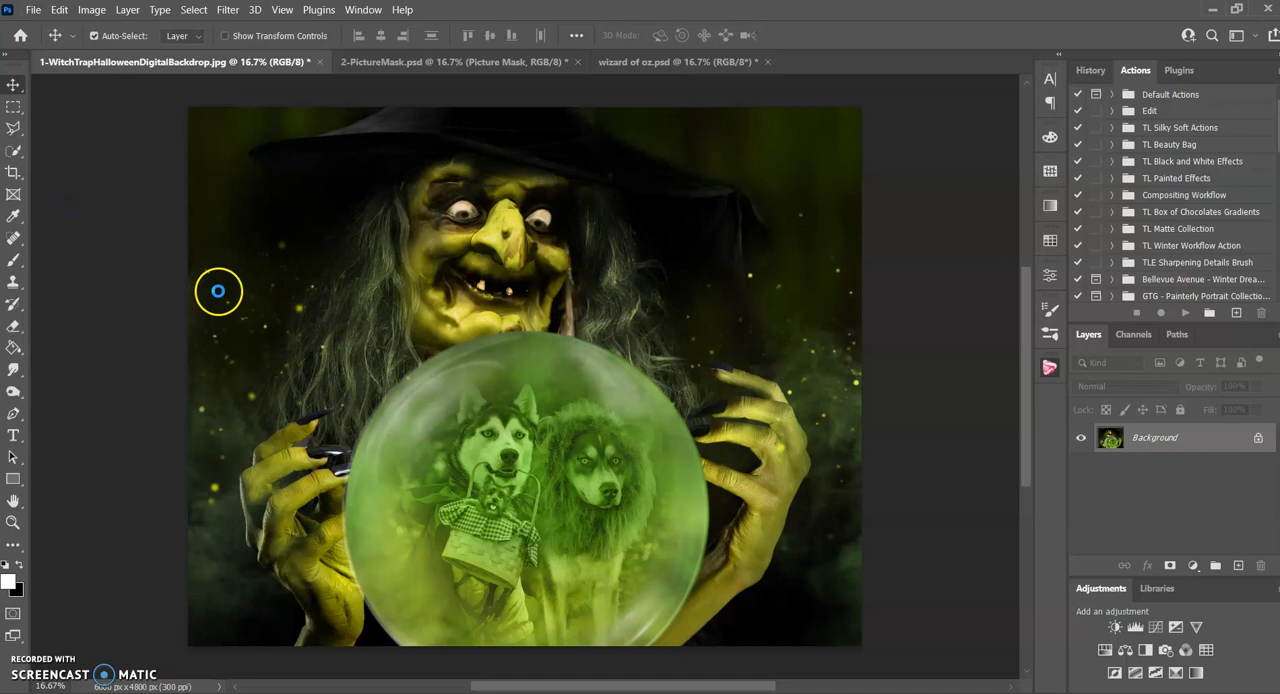 Ps File Edit Image Layer Type Select Filter 3D View Plugins Window Help
Auto-Select: Layer Show Transform Controls 3D Mode:
1-WitchTrapHalloweenDigitalBackdrop.jpg @ 16.7% (RGB/8) * × 2-PictureMask.psd @ 16.7% (Picture Mask, RGB/8) * × wizard of oz.psd @ 16.7% (RGB/8*) * ×
History Actions Plugins
Default Actions
Edit
TL Silky Soft Actions
TL Beauty Bag
TL Black and White Effects
TL Painted Effects
Compositing Workflow
TL Box of Chocolates Gradients
TL Matte Collection
TL Winter Workflow Action
TLE Sharpening Details Brush
Bellevue Avenue - Winter Drea...
GTG - Painterly Portrait Collectio...
Layers Channels Paths
Kind
Normal Opacity: 100%
Lock: Fill: 100%
Background
Adjustments Libraries
Add an adjustment
RECORDED WITH
SCREENCAST MATIC
16.67% 6000 px x 4800 px (300 ppi)